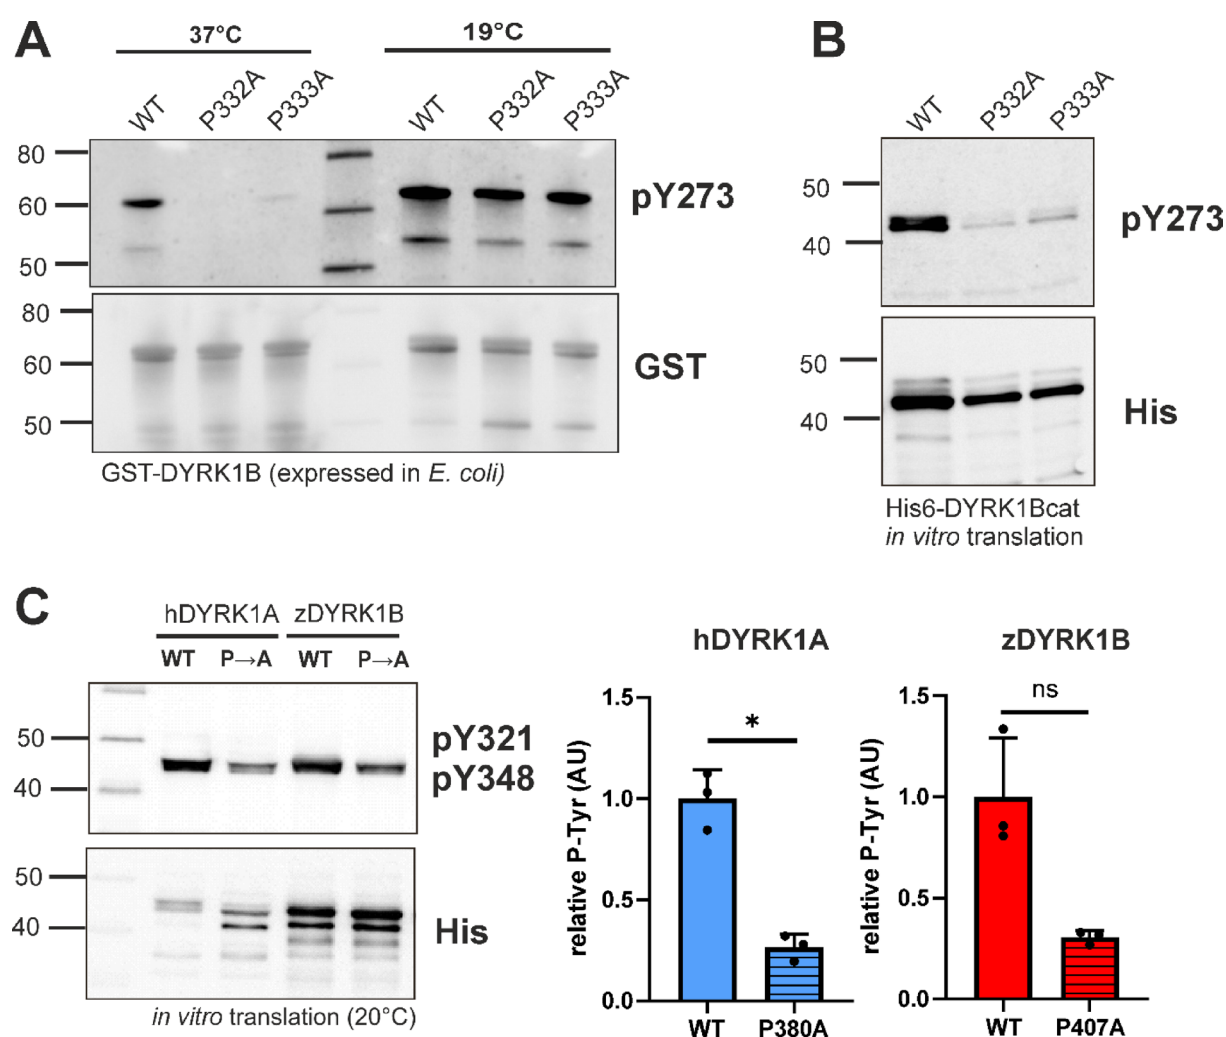 A
37°C
19°C
WT
P332A
P333A
WT
P332A
P333A
80
60
50
pY273
80
60
50
GST
GST-DYRK1B (expressed in E. coli)
B
WT
P332A
P333A
50
40
pY273
50
40
His
His6-DYRK1Bcat
in vitro translation
C
hDYRK1A
zDYRK1B
WT
P→A
WT
P→A
50
40
pY321
pY348
50
40
His
in vitro translation (20°C)
hDYRK1A
relative P-Tyr (AU)
1.5
1.0
0.5
0.0
*
WT
P380A
zDYRK1B
relative P-Tyr (AU)
1.5
1.0
0.5
0.0
ns
WT
P407A